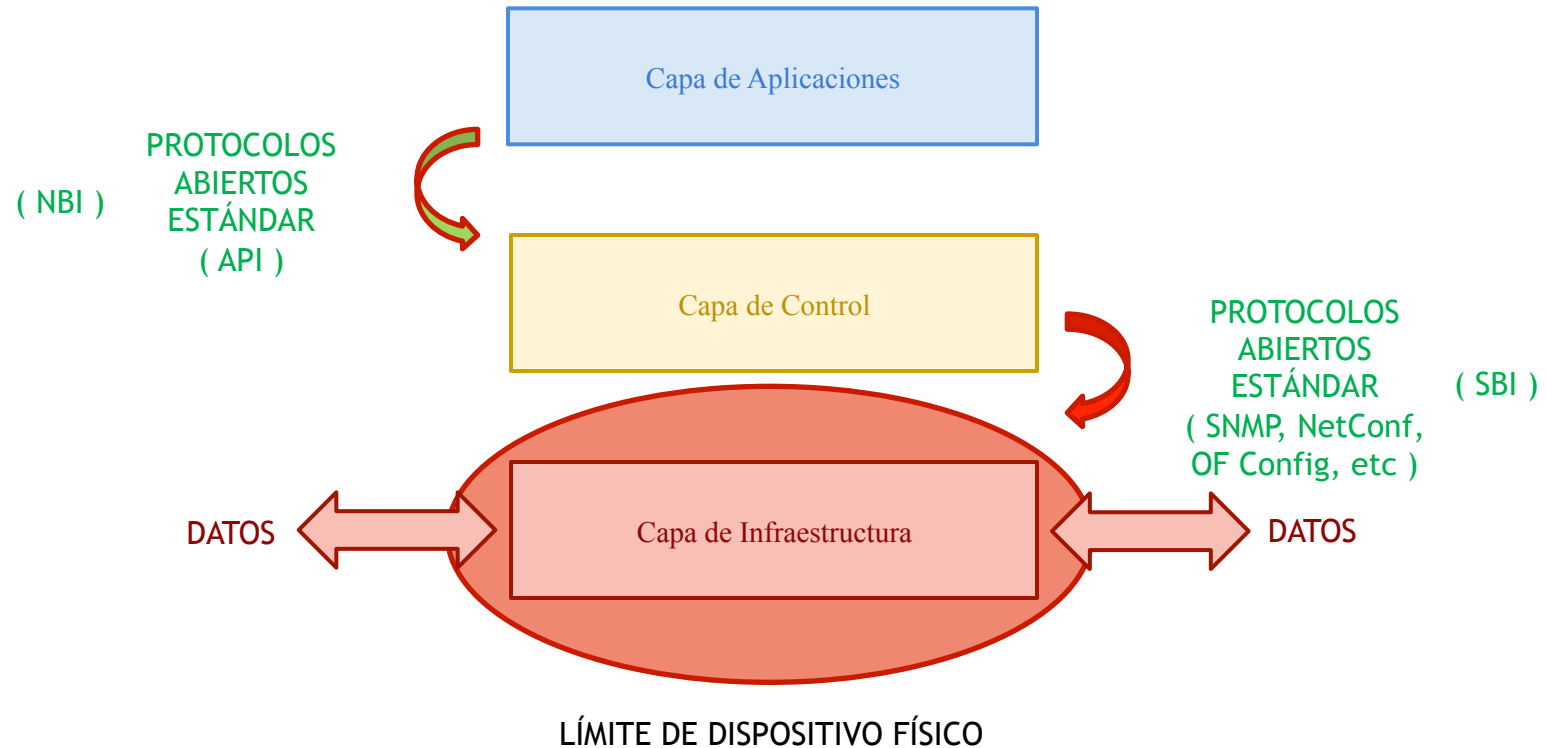 Capa de Aplicaciones
( NBI )
PROTOCOLOS
ABIERTOS
ESTÁNDAR
( API )
Capa de Control
PROTOCOLOS
ABIERTOS
ESTÁNDAR
( SNMP, NetConf,
OF Config, etc )
( SBI )
DATOS
Capa de Infraestructura
DATOS
LÍMITE DE DISPOSITIVO FÍSICO